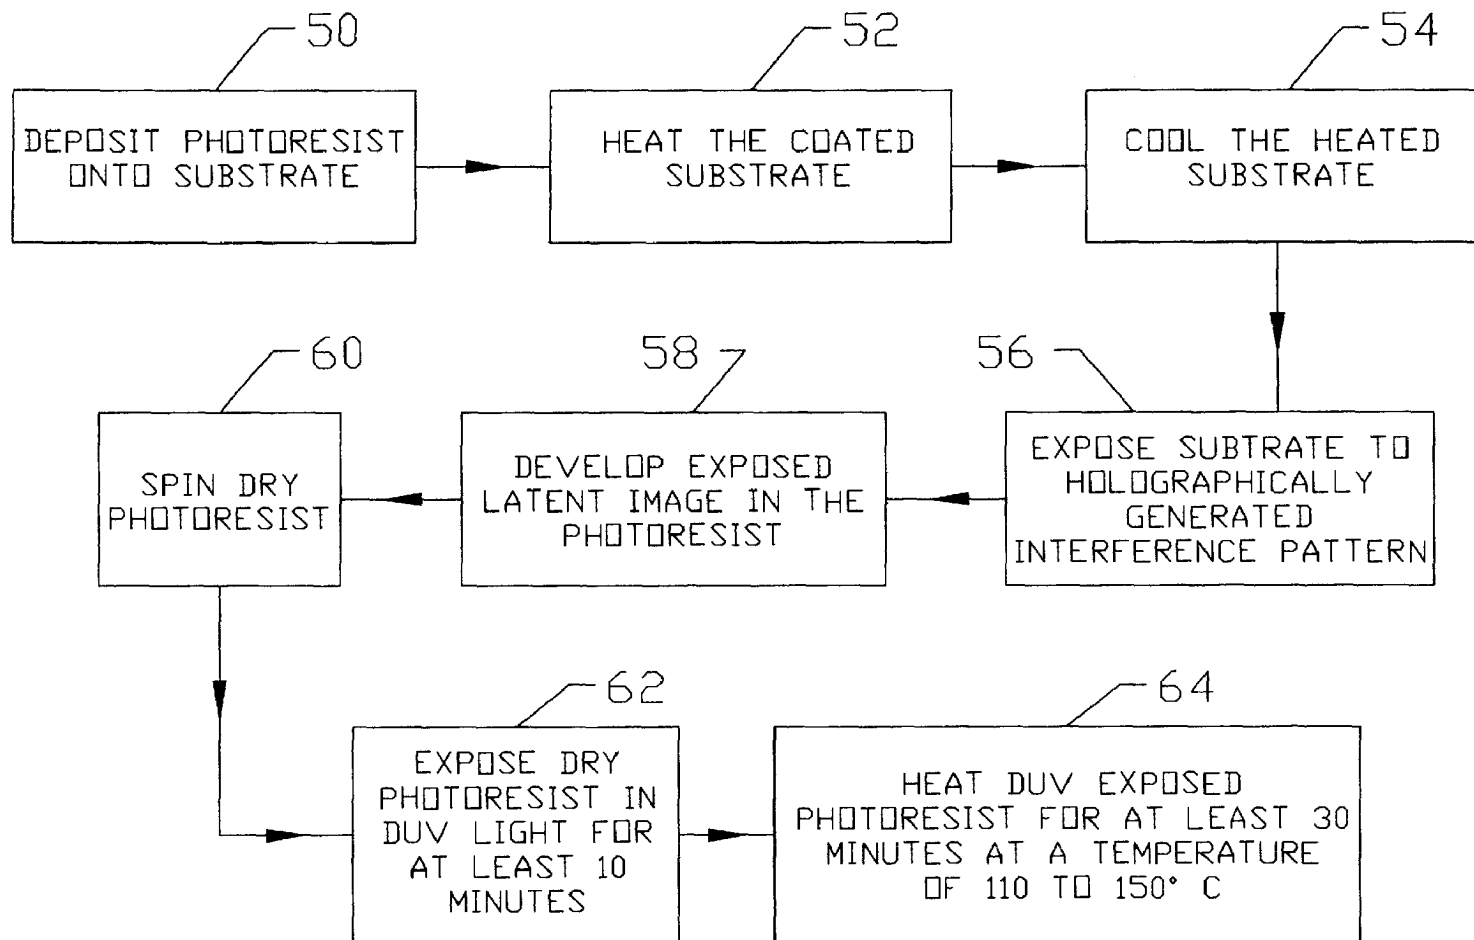 50
DEPOSIT PHOTORESIST
ONTO SUBSTRATE
52
HEAT THE COATED
SUBSTRATE
54
COOL THE HEATED
SUBSTRATE
56
EXPOSE SUBTRATE TO
HOLOGRAPHICALLY
GENERATED
INTERFERENCE PATTERN
58
DEVELOP EXPOSED
LATENT IMAGE IN THE
PHOTORESIST
60
SPIN DRY
PHOTORESIST
62
EXPOSE DRY
PHOTORESIST IN
DUV LIGHT FOR
AT LEAST 10
MINUTES
64
HEAT DUV EXPOSED
PHOTORESIST FOR AT LEAST 30
MINUTES AT A TEMPERATURE
OF 110 TO 150° C